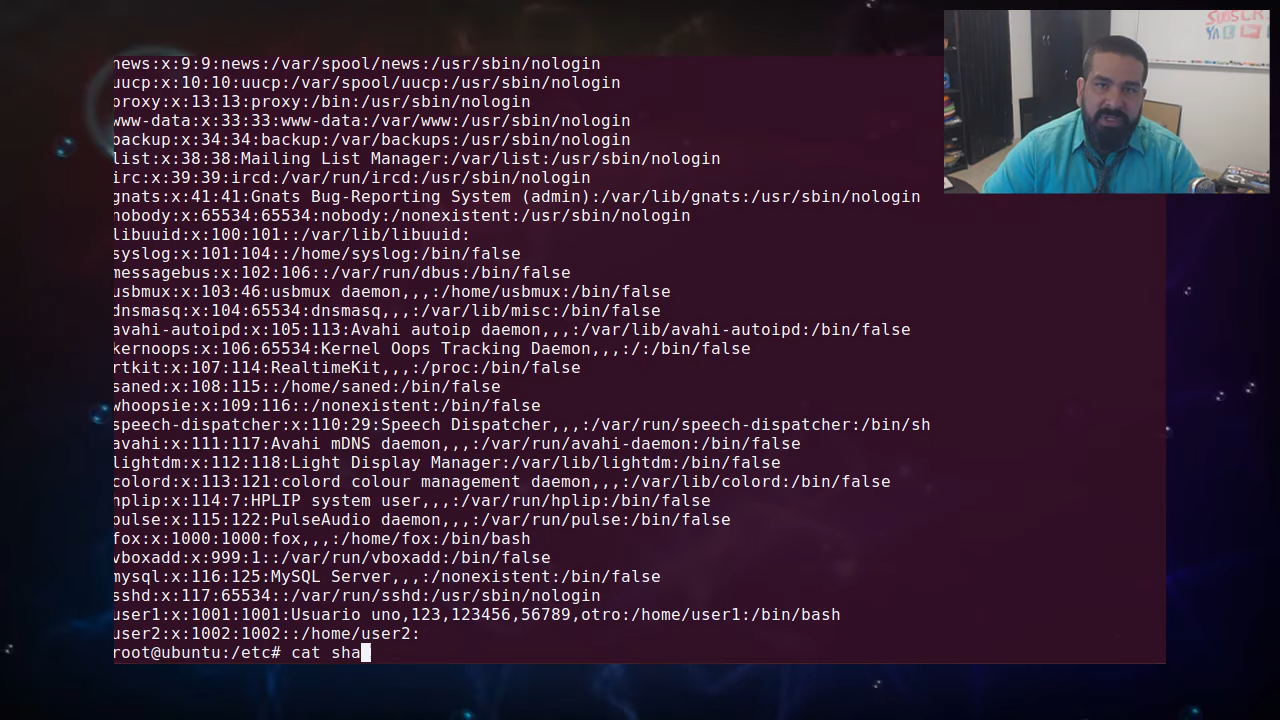 news:x:9:9:news:/var/spool/news:/usr/sbin/nologin
uucp:x:10:10:uucp:/var/spool/uucp:/usr/sbin/nologin
proxy:x:13:13:proxy:/bin:/usr/sbin/nologin
www-data:x:33:33:www-data:/var/www:/usr/sbin/nologin
backup:x:34:34:backup:/var/backups:/usr/sbin/nologin
list:x:38:38:Mailing List Manager:/var/list:/usr/sbin/nologin
irc:x:39:39:ircd:/var/run/ircd:/usr/sbin/nologin
gnats:x:41:41:Gnats Bug-Reporting System (admin):/var/lib/gnats:/usr/sbin/nologin
nobody:x:65534:65534:nobody:/nonexistent:/usr/sbin/nologin
libuuid:x:100:101::/var/lib/libuuid:
syslog:x:101:104::/home/syslog:/bin/false
messagebus:x:102:106::/var/run/dbus:/bin/false
usbmux:x:103:46:usbmux daemon,,,:/home/usbmux:/bin/false
dnsmasq:x:104:65534:dnsmasq,,,:/var/lib/misc:/bin/false
avahi-autoipd:x:105:113:Avahi autoip daemon,,,:/var/lib/avahi-autoipd:/bin/false
kernoops:x:106:65534:Kernel Oops Tracking Daemon,,,:/:/bin/false
rtkit:x:107:114:RealtimeKit,,,:/proc:/bin/false
saned:x:108:115::/home/saned:/bin/false
whoopsie:x:109:116::/nonexistent:/bin/false
speech-dispatcher:x:110:29:Speech Dispatcher,,,:/var/run/speech-dispatcher:/bin/sh
avahi:x:111:117:Avahi mDNS daemon,,,:/var/run/avahi-daemon:/bin/false
lightdm:x:112:118:Light Display Manager:/var/lib/lightdm:/bin/false
colord:x:113:121:colord colour management daemon,,,:/var/lib/colord:/bin/false
hplip:x:114:7:HPLIP system user,,,:/var/run/hplip:/bin/false
pulse:x:115:122:PulseAudio daemon,,,:/var/run/pulse:/bin/false
fox:x:1000:1000:fox,,,:/home/fox:/bin/bash
vboxadd:x:999:1::/var/run/vboxadd:/bin/false
mysql:x:116:125:MySQL Server,,,:/nonexistent:/bin/false
sshd:x:117:65534::/var/run/sshd:/usr/sbin/nologin
user1:x:1001:1001:Usuario uno,123,123456,56789,otro:/home/user1:/bin/bash
user2:x:1002:1002::/home/user2:
root@ubuntu:/etc# cat sha